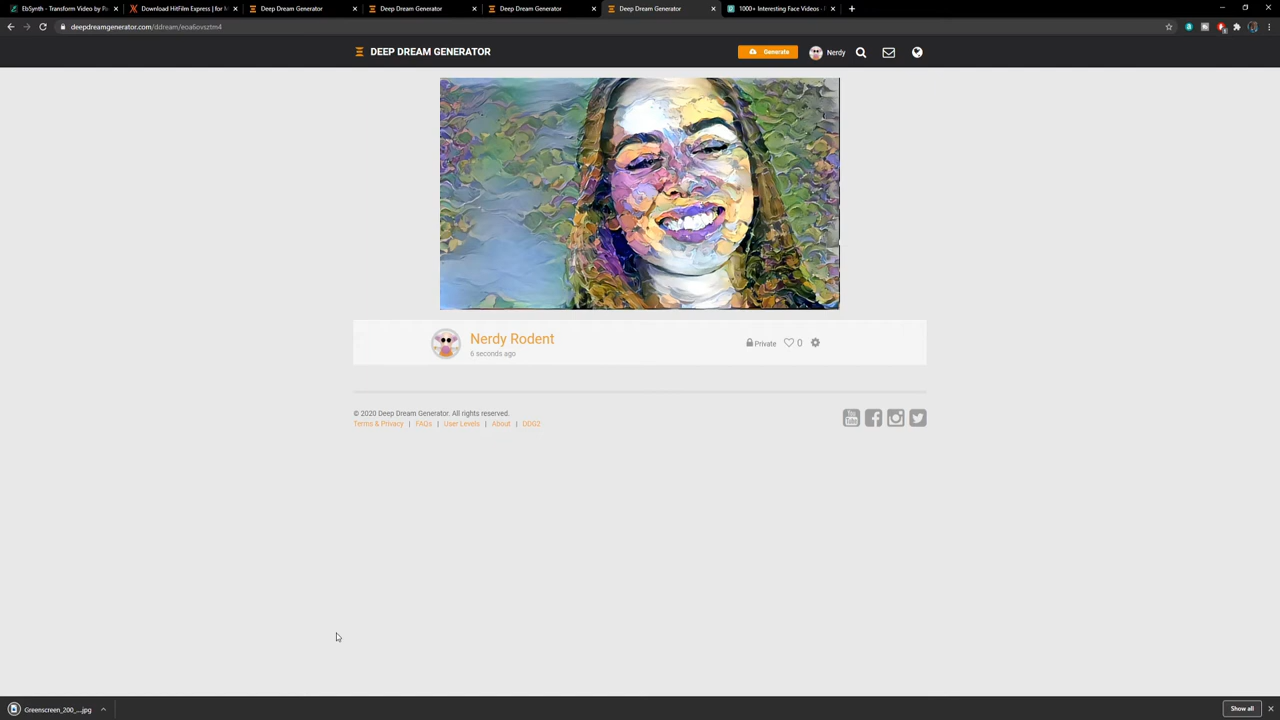 EbSynth - Transform Video by Pa
Download HitFilm Express | for M
Deep Dream Generator
Deep Dream Generator
Deep Dream Generator
Deep Dream Generator
1000+ Interesting Face Videos ·
deepdreamgenerator.com/ddream/eoa6ovsztm4
DEEP DREAM GENERATOR
Generate
Nerdy
Nerdy Rodent
6 seconds ago
Private
0
© 2020 Deep Dream Generator. All rights reserved.
Terms & Privacy | FAQs | User Levels | About | DDG2
You Tube
Greenscreen_200_....jpg
Show all